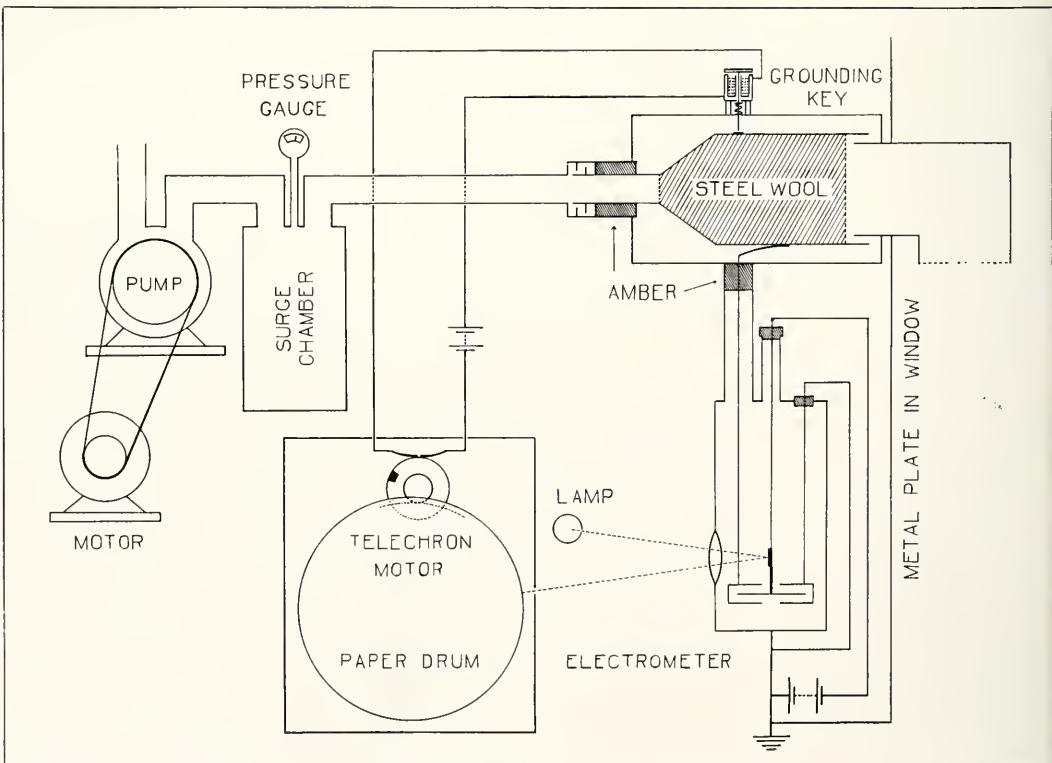 PRESSURE
GAUGE
GROUNDING
KEY
STEEL WOOL
PUMP
SURGE
CHAMBER
AMBER
METAL PLATE IN WINDOW
MOTOR
LAMP
TELECHRON
MOTOR
PAPER DRUM
ELECTROMETER